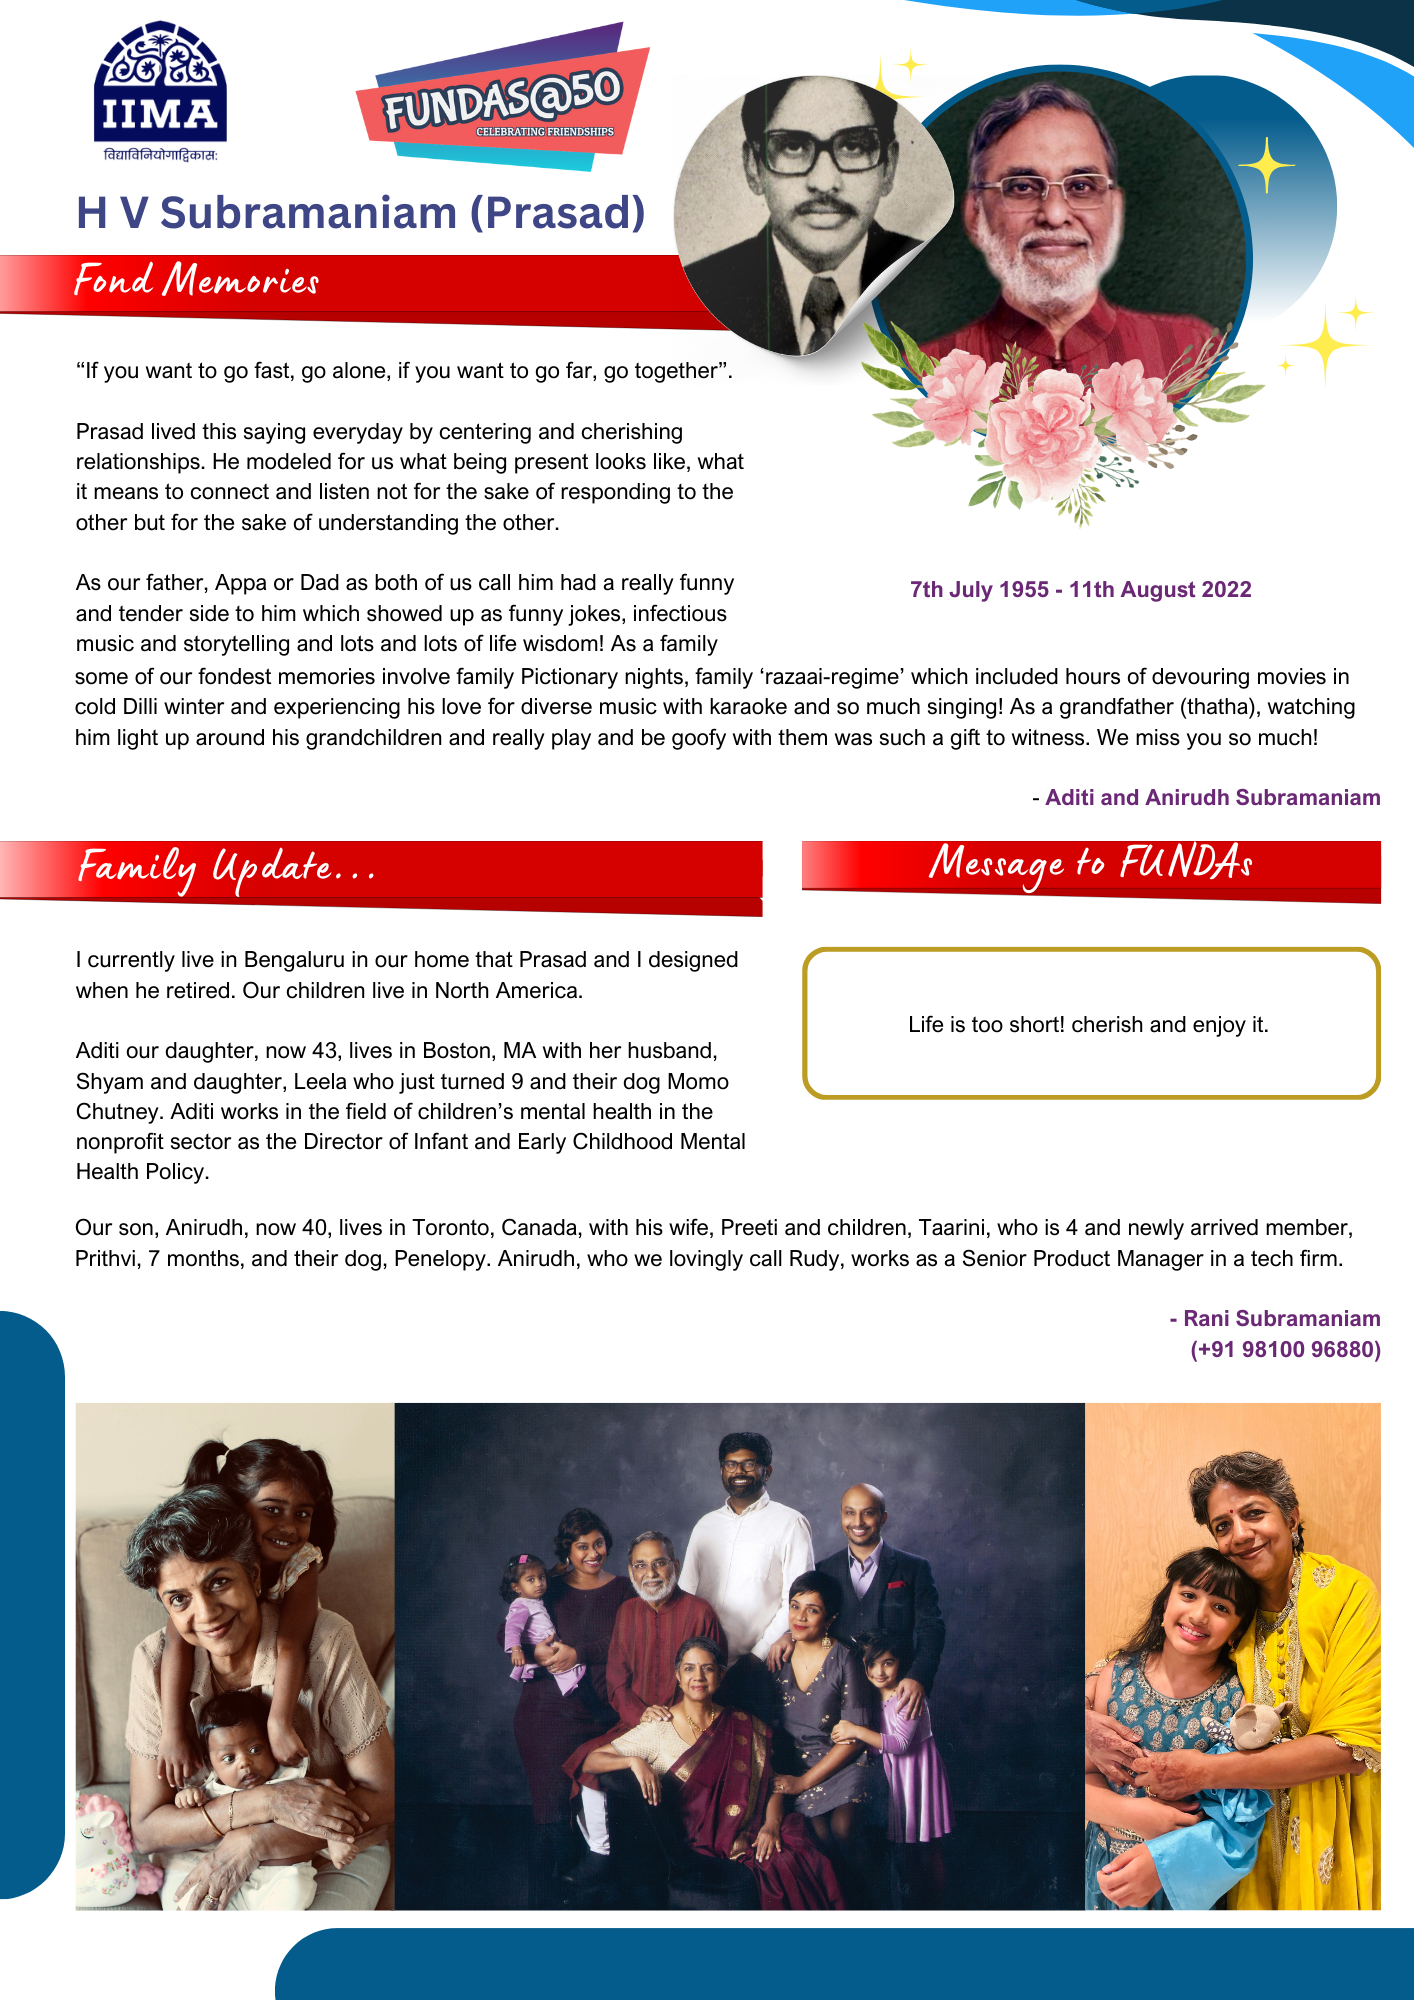 IIMA
विद्याविनियोगाद्विकास:
FUNDAS@50
CELEBRATING FRIENDSHIPS
H V Subramaniam (Prasad)
Fond Memories
“If you want to go fast, go alone, if you want to go far, go together”.
Prasad lived this saying everyday by centering and cherishing
relationships. He modeled for us what being present looks like, what
it means to connect and listen not for the sake of responding to the
other but for the sake of understanding the other.
As our father, Appa or Dad as both of us call him had a really funny
and tender side to him which showed up as funny jokes, infectious
music and storytelling and lots and lots of life wisdom! As a family
some of our fondest memories involve family Pictionary nights, family ‘razaai-regime’ which included hours of devouring movies in
cold Dilli winter and experiencing his love for diverse music with karaoke and so much singing! As a grandfather (thatha), watching
him light up around his grandchildren and really play and be goofy with them was such a gift to witness. We miss you so much!
7th July 1955 - 11th August 2022
- Aditi and Anirudh Subramaniam
Family Update...
I currently live in Bengaluru in our home that Prasad and I designed
when he retired. Our children live in North America.
Aditi our daughter, now 43, lives in Boston, MA with her husband,
Shyam and daughter, Leela who just turned 9 and their dog Momo
Chutney. Aditi works in the field of children’s mental health in the
nonprofit sector as the Director of Infant and Early Childhood Mental
Health Policy.
Message to FUNDAs
Life is too short! cherish and enjoy it.
Our son, Anirudh, now 40, lives in Toronto, Canada, with his wife, Preeti and children, Taarini, who is 4 and newly arrived member,
Prithvi, 7 months, and their dog, Penelopy. Anirudh, who we lovingly call Rudy, works as a Senior Product Manager in a tech firm.
- Rani Subramaniam
(+91 98100 96880)